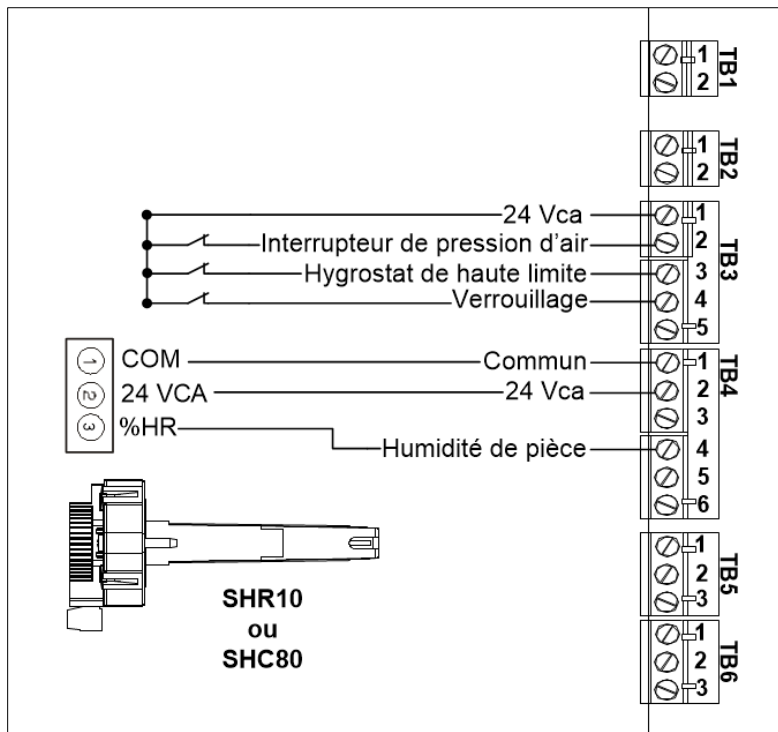 1
2
TB1
1
2
TB2
24 Vca
1
Interrupteur de pression d'air
2
Hygrostat de haute limite
3
Verrouillage
4
5
TB3
1
COM
Commun
1
2
24 VCA
24 Vca
2
3
3
%HR
Humidité de pièce
4
5
6
TB4
SHR10
ou
SHC80
1
2
3
TB5
1
2
3
TB6